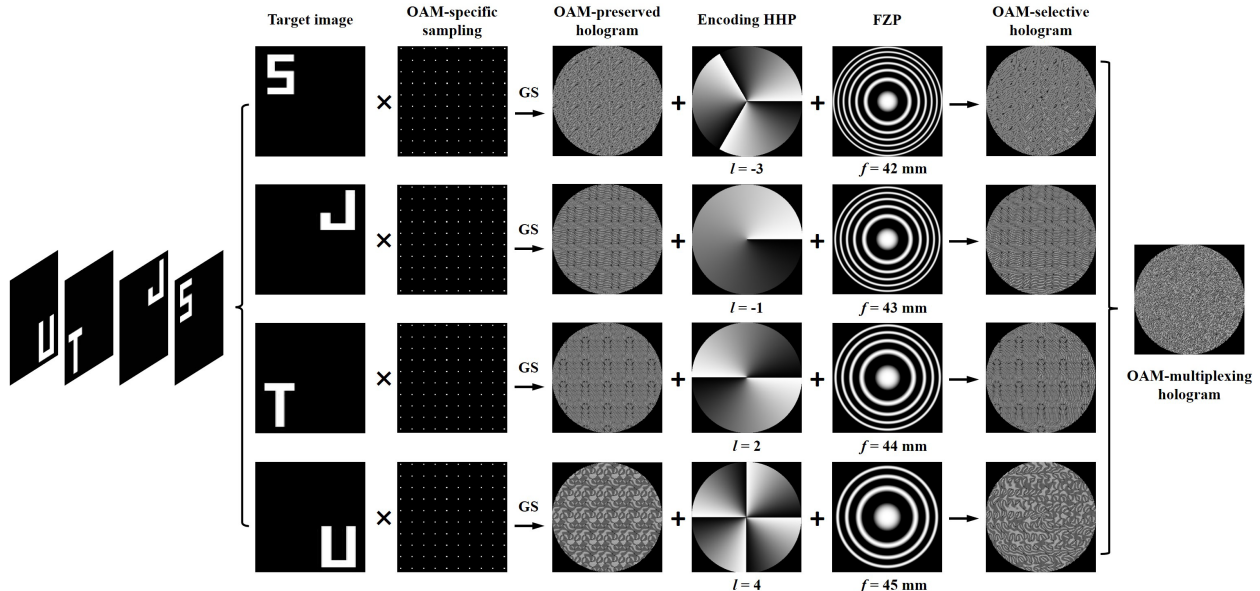 Target image
OAM-specific
sampling
OAM-preserved
hologram
Encoding HHP
FZP
OAM-selective
hologram
S
×
GS
+
+
l = -3
f = 42 mm
J
×
GS
+
+
l = -1
f = 43 mm
U
T
J
S
T
×
GS
+
+
l = 2
f = 44 mm
OAM-multiplexing
hologram
U
×
GS
+
+
l = 4
f = 45 mm